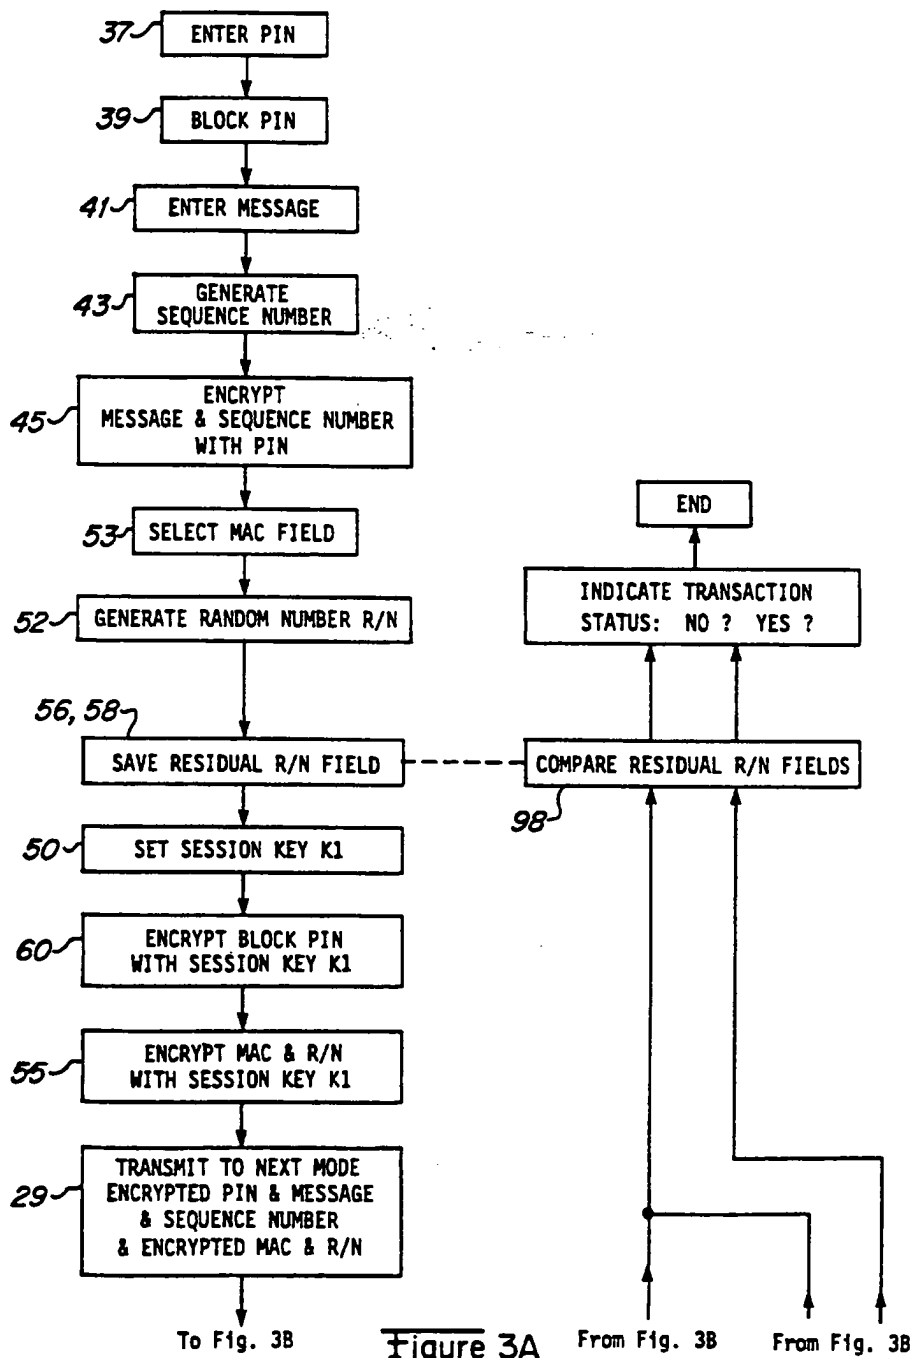 37
ENTER PIN
39
BLOCK PIN
41
ENTER MESSAGE
43
GENERATE
SEQUENCE NUMBER
45
ENCRYPT
MESSAGE & SEQUENCE NUMBER
WITH PIN
53
SELECT MAC FIELD
52
GENERATE RANDOM NUMBER R/N
56, 58
SAVE RESIDUAL R/N FIELD
50
SET SESSION KEY K1
60
ENCRYPT BLOCK PIN
WITH SESSION KEY K1
55
ENCRYPT MAC & R/N
WITH SESSION KEY K1
29
TRANSMIT TO NEXT MODE
ENCRYPTED PIN & MESSAGE
& SEQUENCE NUMBER
& ENCRYPTED MAC & R/N
To Fig. 3B
END
INDICATE TRANSACTION
STATUS: NO ? YES ?
COMPARE RESIDUAL R/N FIELDS
98
From Fig. 3B
From Fig. 3B
Figure 3A